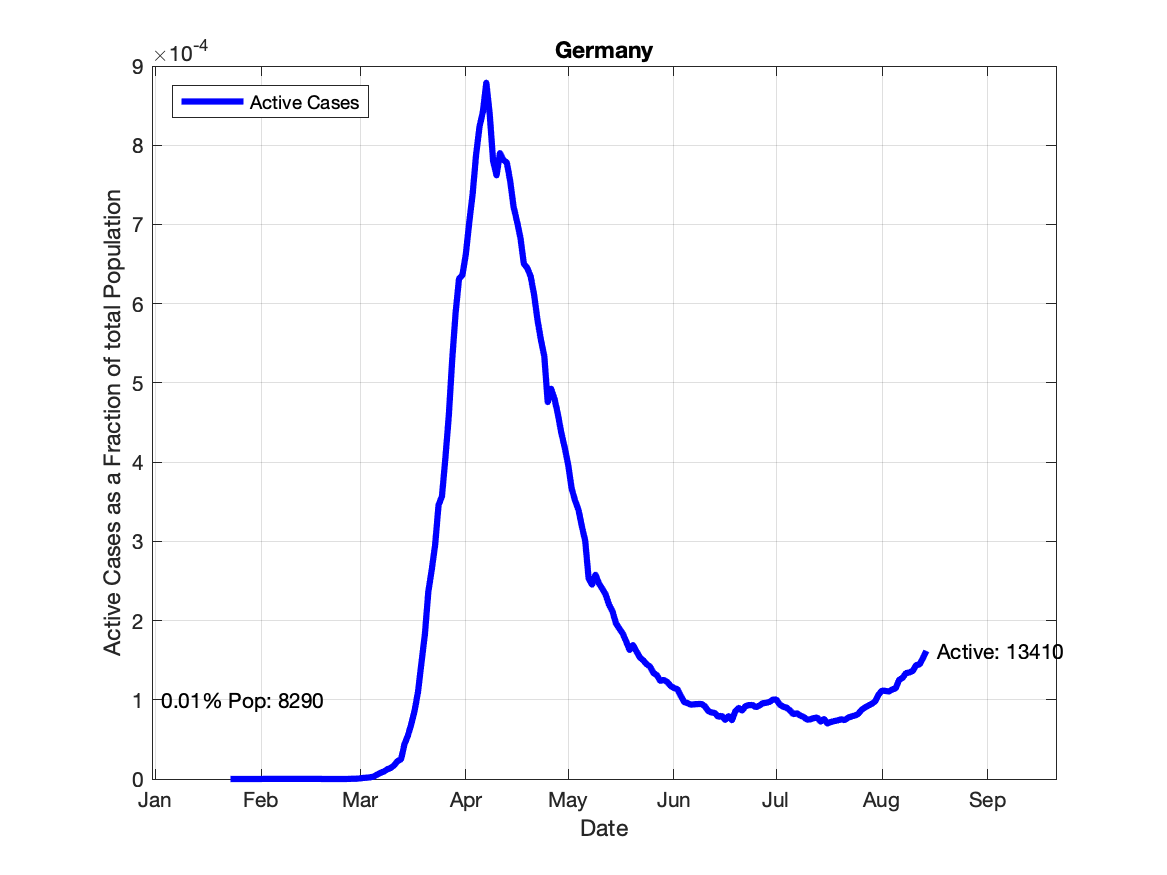 Germany
×10-4
Active Cases
9
8
7
6
5
4
3
2
1
0
Active Cases as a Fraction of total Population
0.01% Pop: 8290
Active: 13410
Jan Feb Mar Apr May Jun Jul Aug Sep
Date